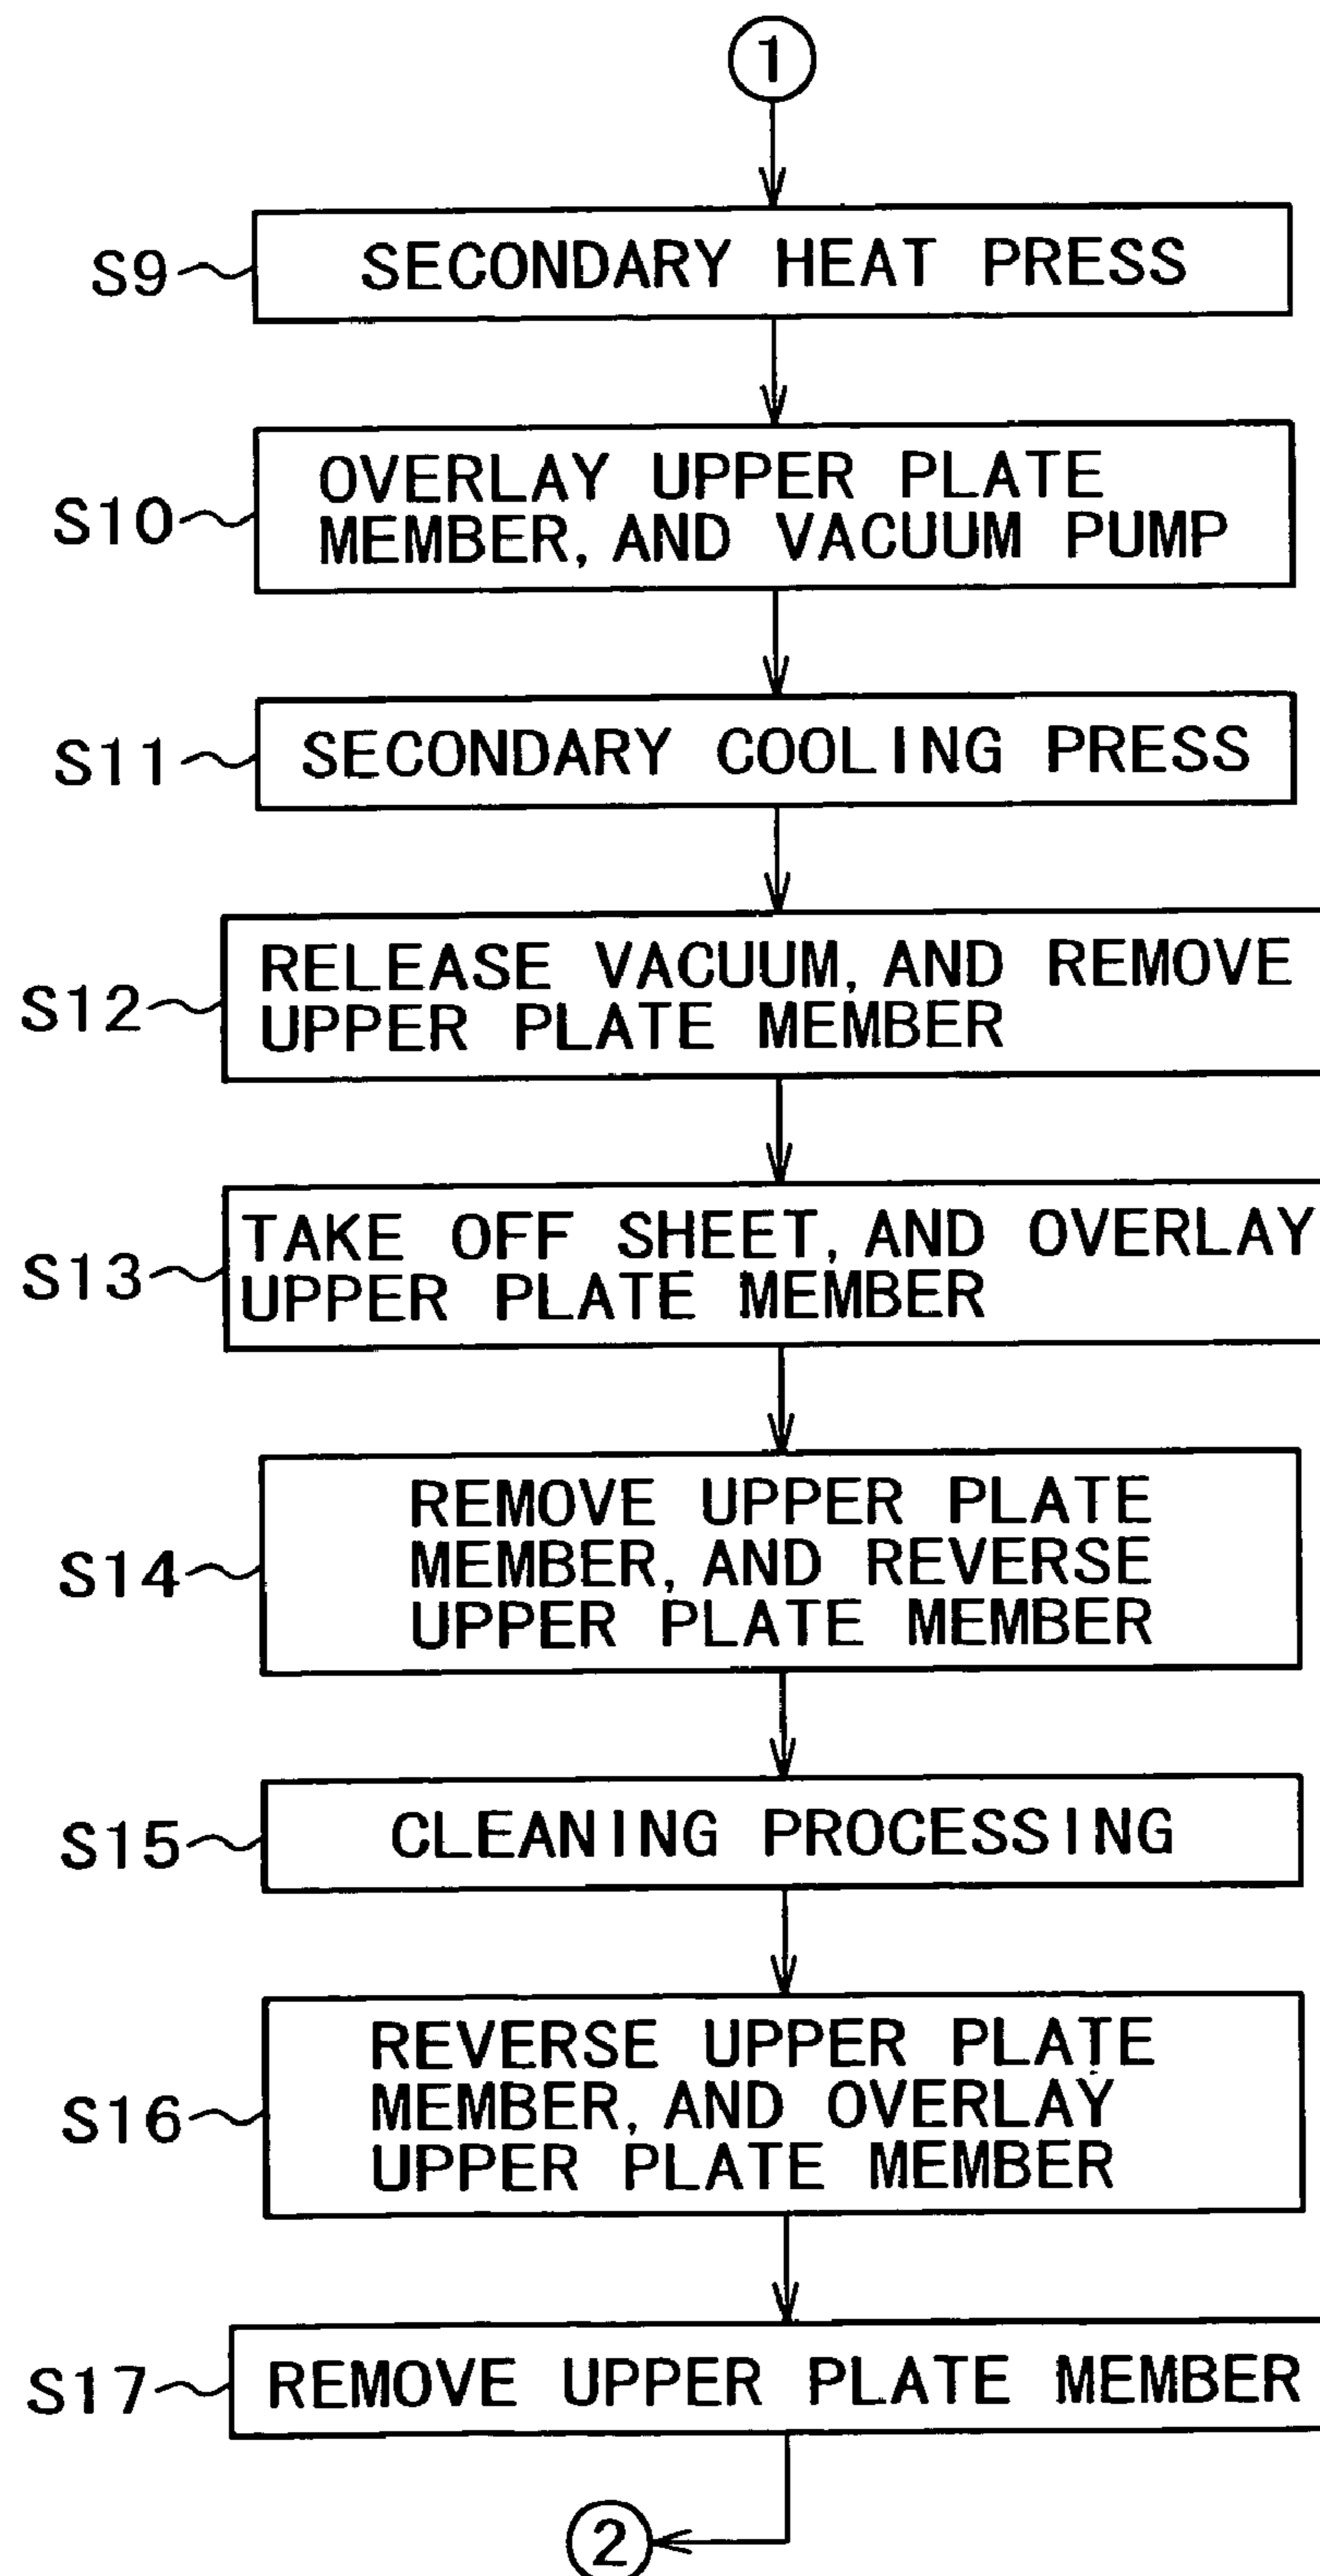 1
S9
SECONDARY HEAT PRESS
S10
OVERLAY UPPER PLATE
MEMBER, AND VACUUM PUMP
S11
SECONDARY COOLING PRESS
S12
RELEASE VACUUM, AND REMOVE
UPPER PLATE MEMBER
S13
TAKE OFF SHEET, AND OVERLAY
UPPER PLATE MEMBER
S14
REMOVE UPPER PLATE
MEMBER, AND REVERSE
UPPER PLATE MEMBER
S15
CLEANING PROCESSING
S16
REVERSE UPPER PLATE
MEMBER, AND OVERLAY
UPPER PLATE MEMBER
S17
REMOVE UPPER PLATE MEMBER
2